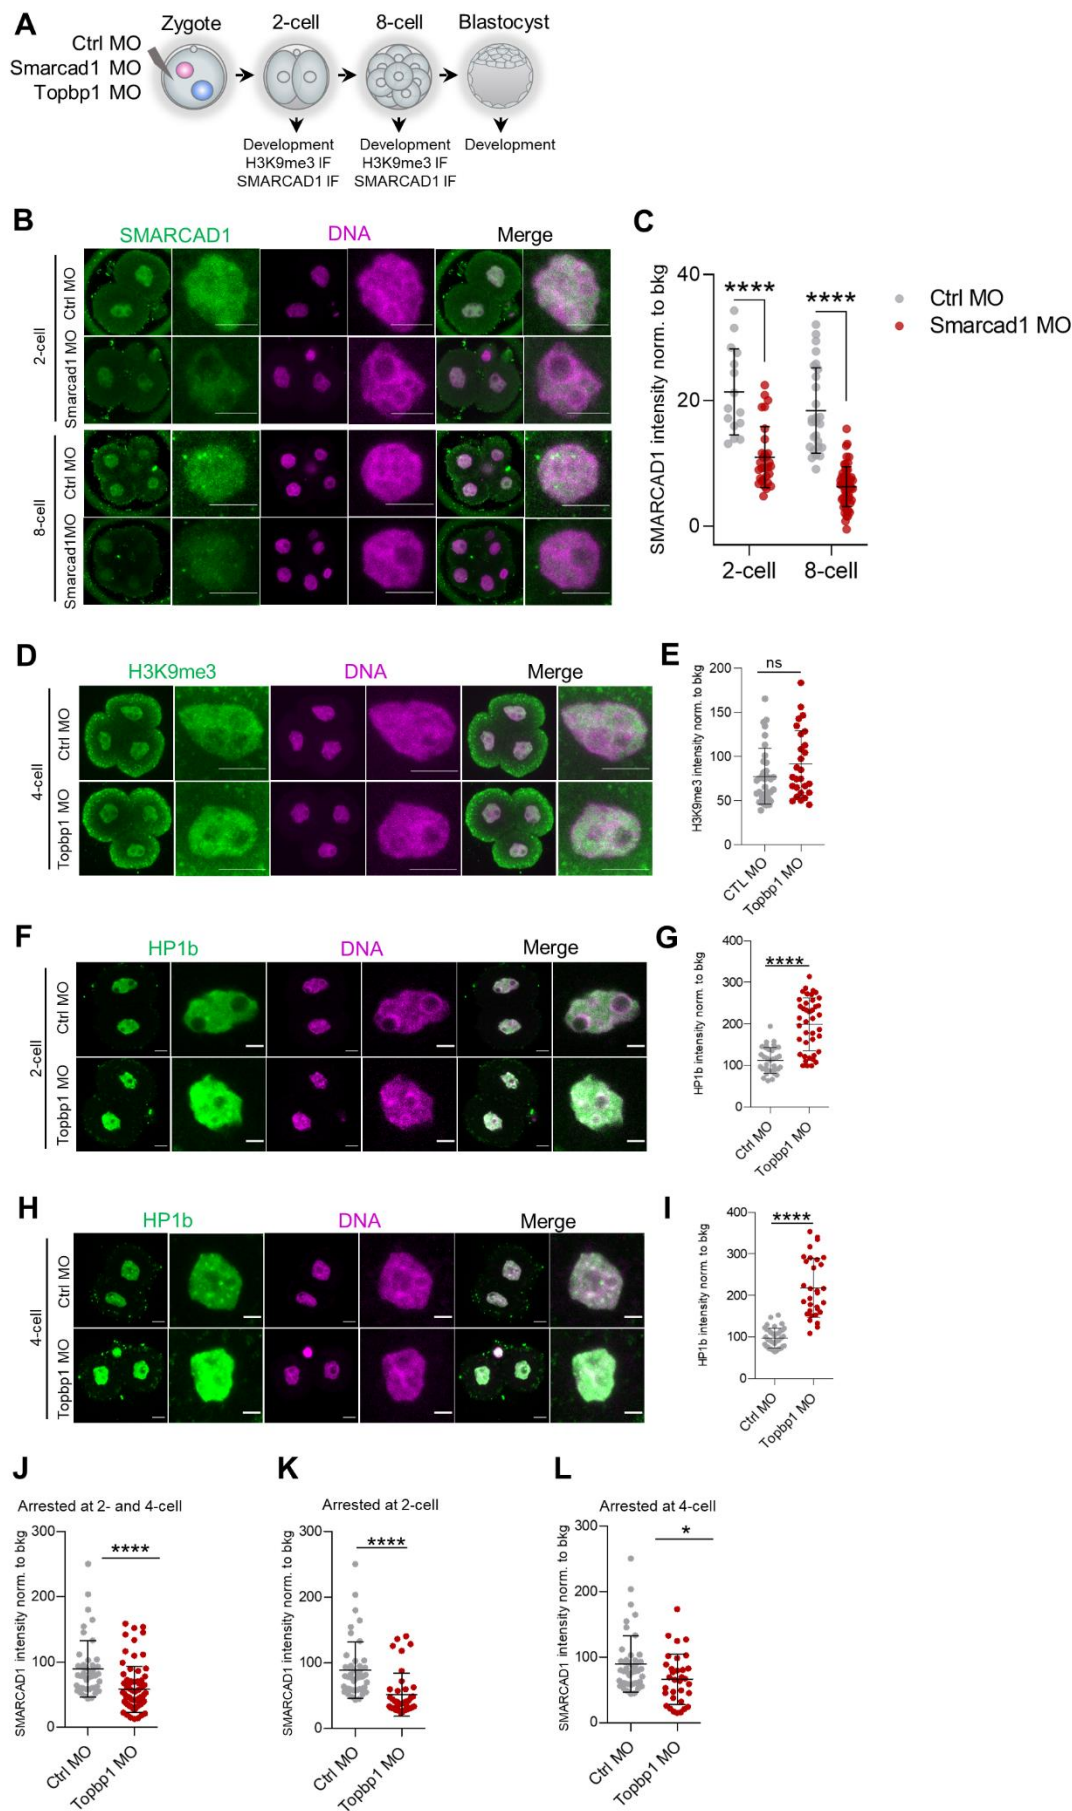 A
Zygote
2-cell
8-cell
Blastocyst
Ctrl MO
Smarcad1 MO
Topbp1 MO
Development
H3K9me3 IF
SMARCAD1 IF
Development
H3K9me3 IF
SMARCAD1 IF
Development
B
SMARCAD1
DNA
Merge
2-cell
Ctrl MO
Smarcad1 MO
8-cell
Ctrl MO
Smarcad1MO
C
SMARCAD1 intensity norm. to bkg
40
20
0
****
****
2-cell
8-cell
Ctrl MO
Smarcad1 MO
D
H3K9me3
DNA
Merge
4-cell
Ctrl MO
Topbp1 MO
E
H3K9me3 intensity norm. to bkg
200
150
100
50
0
ns
CTL MO
Topbp1 MO
F
HP1b
DNA
Merge
2-cell
Ctrl MO
Topbp1 MO
G
HP1b intensity norm. to bkg
400
300
200
100
0
****
Ctrl MO
Topbp1 MO
H
HP1b
DNA
Merge
4-cell
Ctrl MO
Topbp1 MO
I
HP1b intensity norm. to bkg
400
300
200
100
0
****
Ctrl MO
Topbp1 MO
J
Arrested at 2- and 4-cell
SMARCAD1 intensity norm. to bkg
300
200
100
0
****
Ctrl MO
Topbp1 MO
K
Arrested at 2-cell
SMARCAD1 intensity norm. to bkg
300
200
100
0
****
Ctrl MO
Topbp1 MO
L
Arrested at 4-cell
SMARCAD1 intensity norm. to bkg
300
200
100
0
*
Ctrl MO
Topbp1 MO